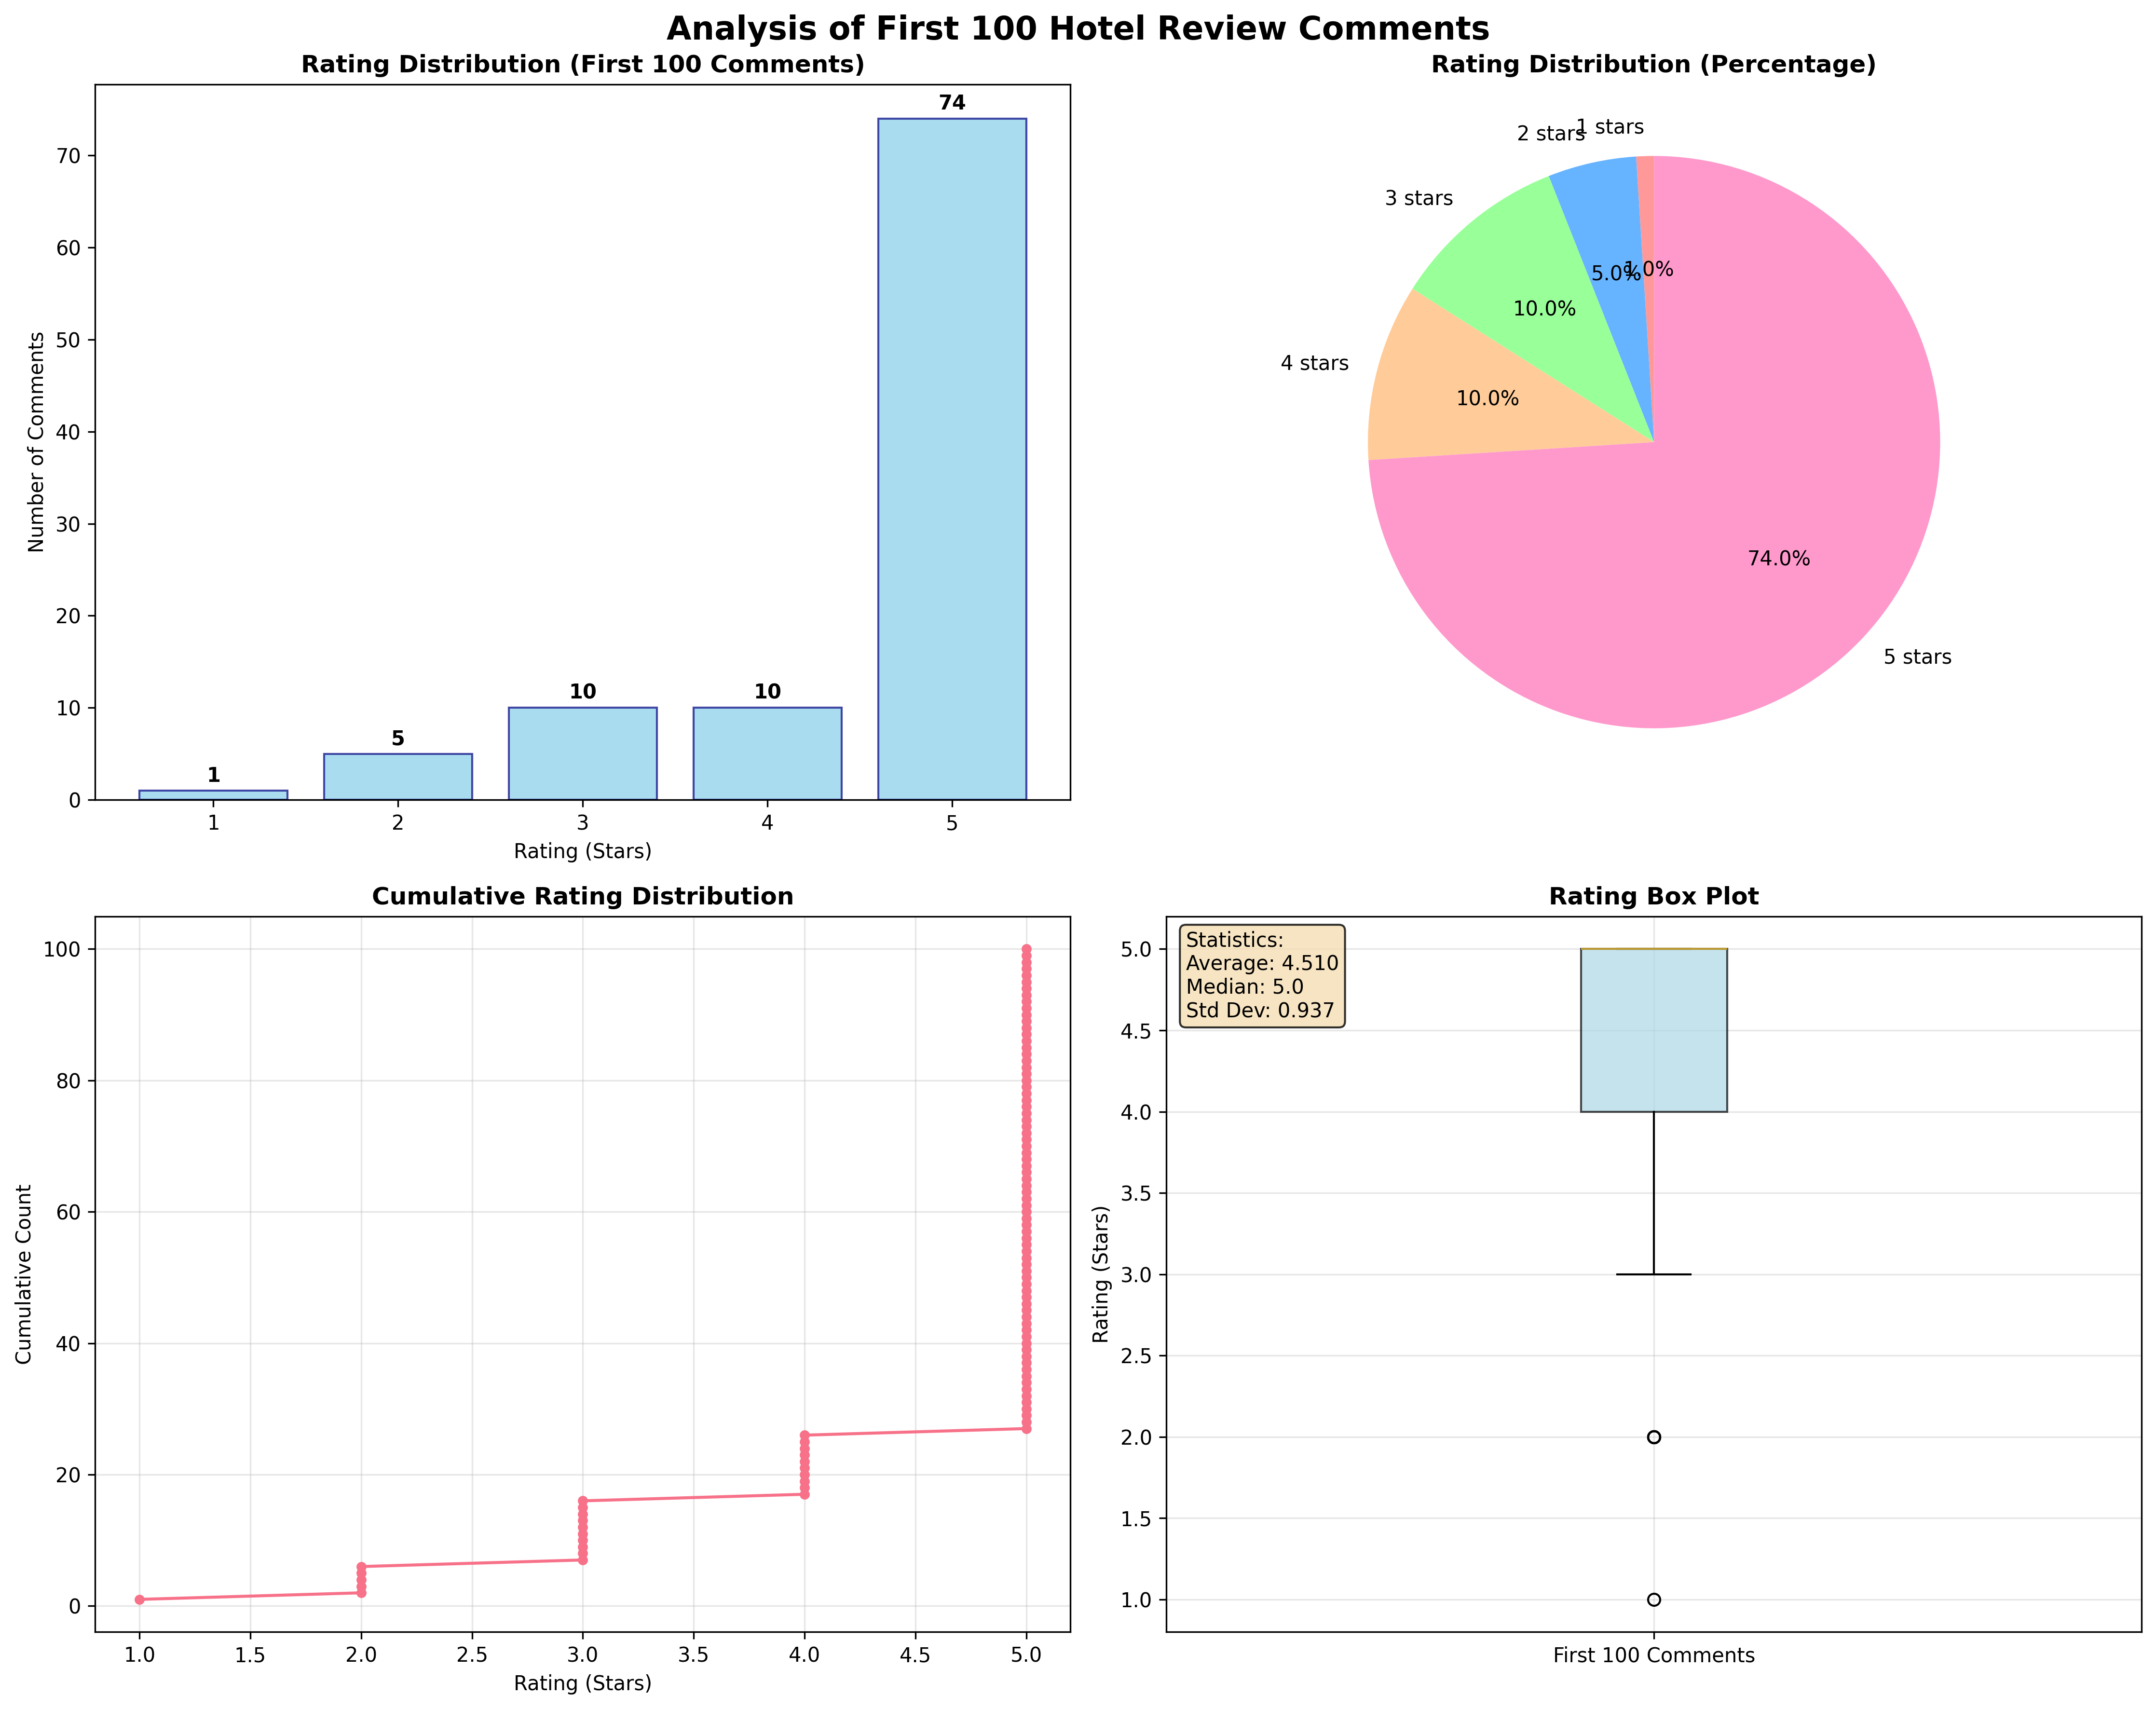 Analysis of First 100 Hotel Review Comments
Rating Distribution (First 100 Comments)
74
70
60
50
40
30
20
10
0
Number of Comments
1
5
10
10
1
2
3
4
5
Rating (Stars)
Rating Distribution (Percentage)
1 stars
2 stars
3 stars
4 stars
5 stars
1.0%
5.0%
10.0%
10.0%
74.0%
Cumulative Rating Distribution
100
80
60
40
20
0
Cumulative Count
1.0
1.5
2.0
2.5
3.0
3.5
4.0
4.5
5.0
Rating (Stars)
Rating Box Plot
Statistics:
Average: 4.510
Median: 5.0
Std Dev: 0.937
5.0
4.5
4.0
3.5
3.0
2.5
2.0
1.5
1.0
Rating (Stars)
First 100 Comments